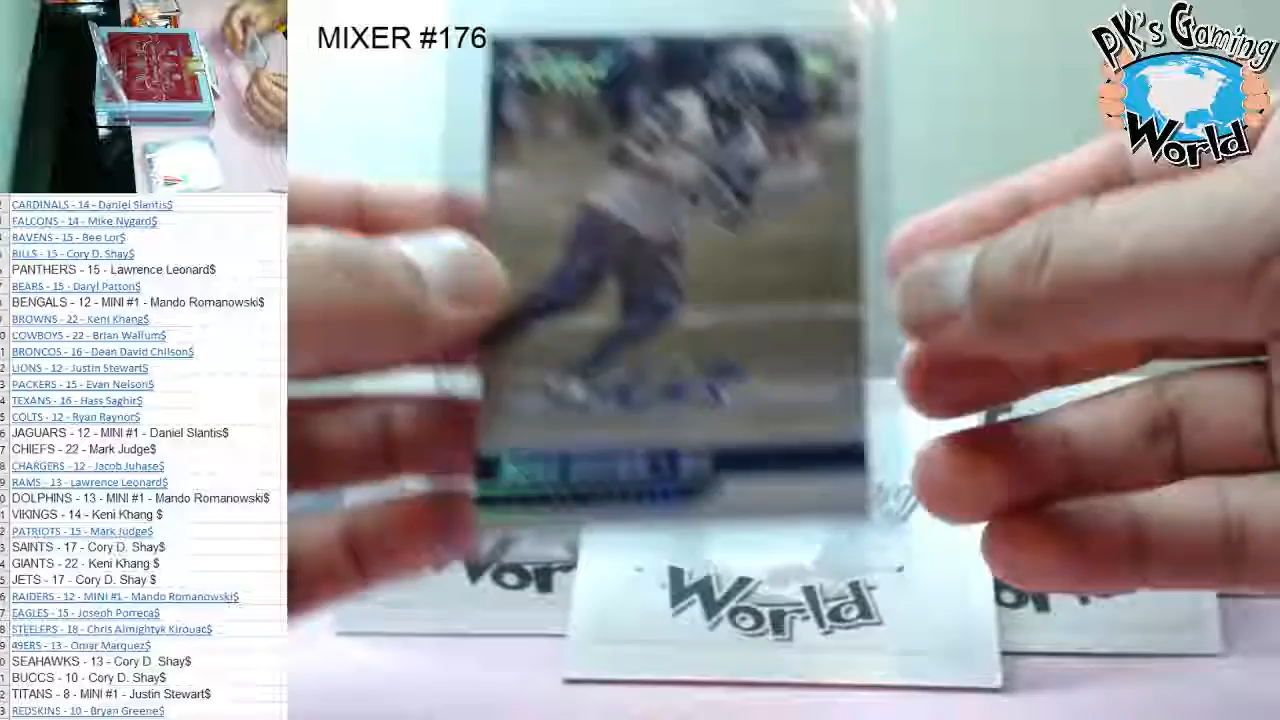 MIXER #176
PK's Gaming
World
CARDINALS - 14 - Daniel Slantis$
FALCONS - 14 - Mike Nygard$
RAVENS - 15 - Bee Lor$
BILLS - 15 - Cory D. Shay$
PANTHERS - 15 - Lawrence Leonard$
BEARS - 15 - Daryl Patton$
BENGALS - 12 - MINI #1 - Mando Romanowski$
BROWNS - 22 - Keni Khang$
COWBOYS - 22 - Brian Wallum$
BRONCOS - 16 - Dean David Chilson$
LIONS - 12 - Justin Stewart$
PACKERS - 15 - Evan Nelson$
TEXANS - 16 - Hass Saghir$
COLTS - 12 - Ryan Raynor$
JAGUARS - 12 - MINI #1 - Daniel Slantis$
CHIEFS - 22 - Mark Judge$
CHARGERS - 12 - Jacob Juhase$
RAMS - 13 - Lawrence Leonard$
DOLPHINS - 13 - MINI #1 - Mando Romanowski$
VIKINGS - 14 - Keni Khang $
PATRIOTS - 15 - Mark Judge$
SAINTS - 17 - Cory D. Shay$
GIANTS - 22 - Keni Khang $
JETS - 17 - Cory D. Shay $
RAIDERS - 12 - MINI #1 - Mando Romanowski$
EAGLES - 15 - Joseph Porreca$
STEELERS - 18 - Chris Almightyk Kirouac$
49ERS - 13 - Omar Marquez$
SEAHAWKS - 13 - Cory D Shay$
BUCCS - 10 - Cory D. Shay$
TITANS - 8 - MINI #1 - Justin Stewart$
REDSKINS - 10 - Bryan Greene$
World